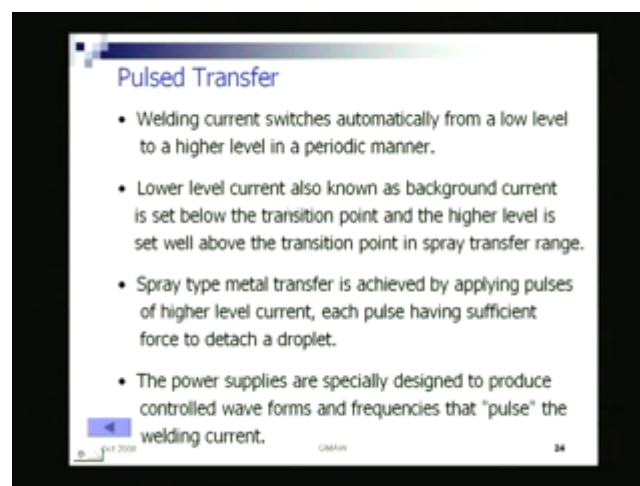 Pulsed Transfer
• Welding current switches automatically from a low level
to a higher level in a periodic manner.
• Lower level current also known as background current
is set below the transition point and the higher level is
set well above the transition point in spray transfer range.
• Spray type metal transfer is achieved by applying pulses
of higher level current, each pulse having sufficient
force to detach a droplet.
• The power supplies are specially designed to produce
controlled wave forms and frequencies that "pulse" the
welding current.
GMAW
34